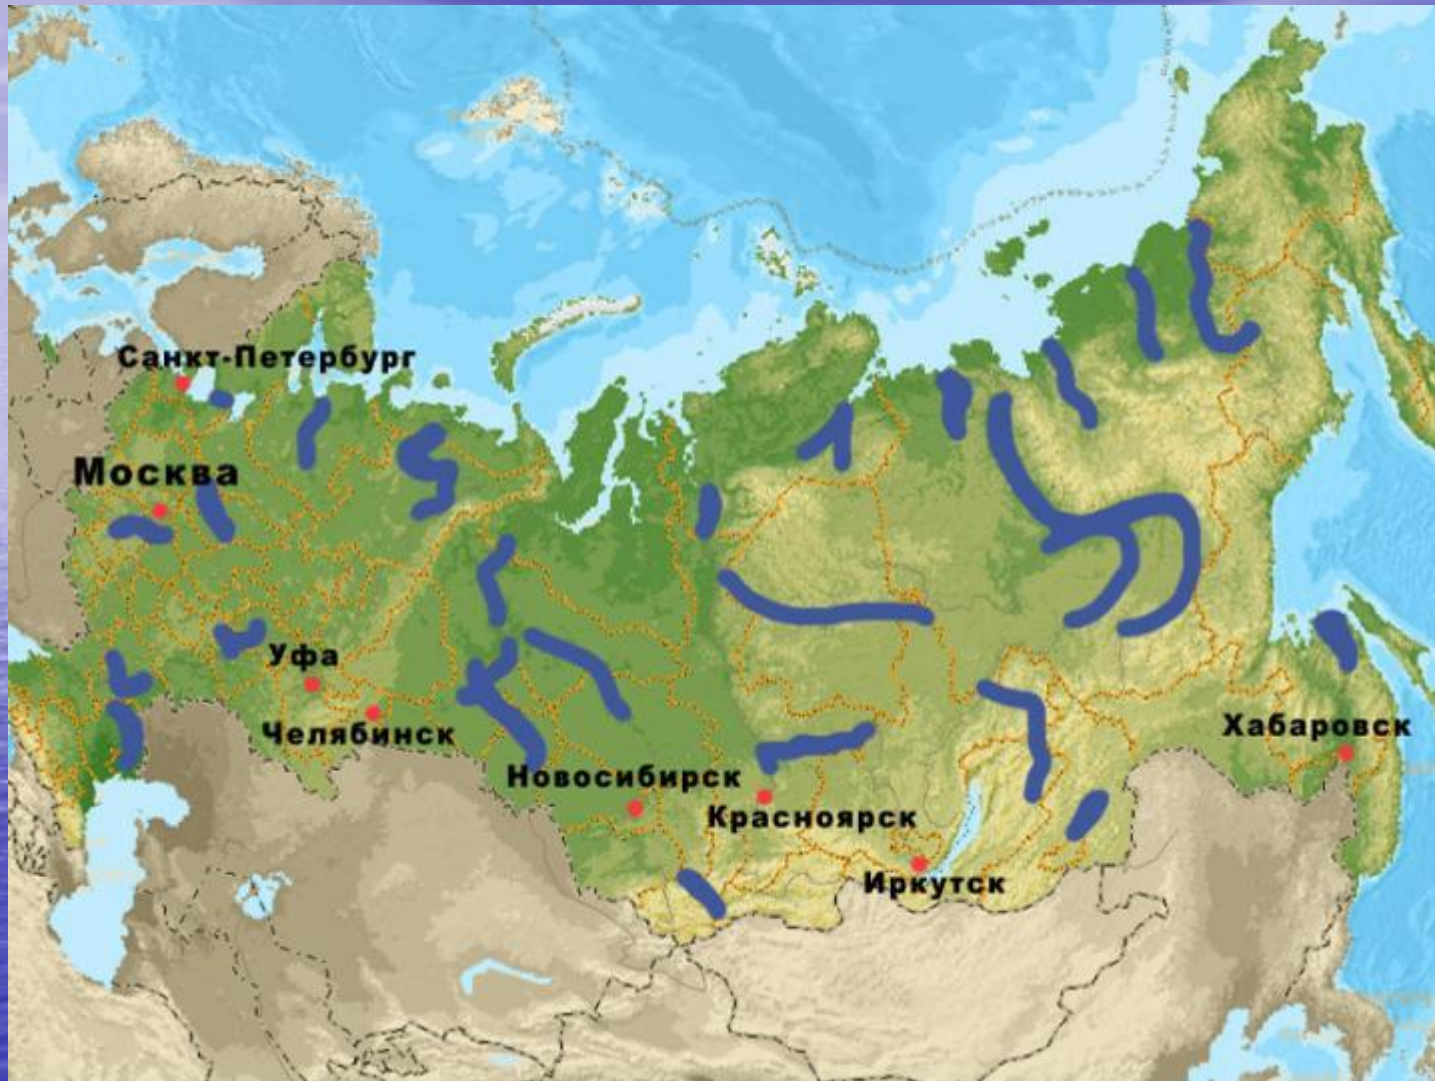 Санкт-Петербург
Москва
Уфа
Челябинск
Новосибирск
Красноярск
Иркутск
Хабаровск